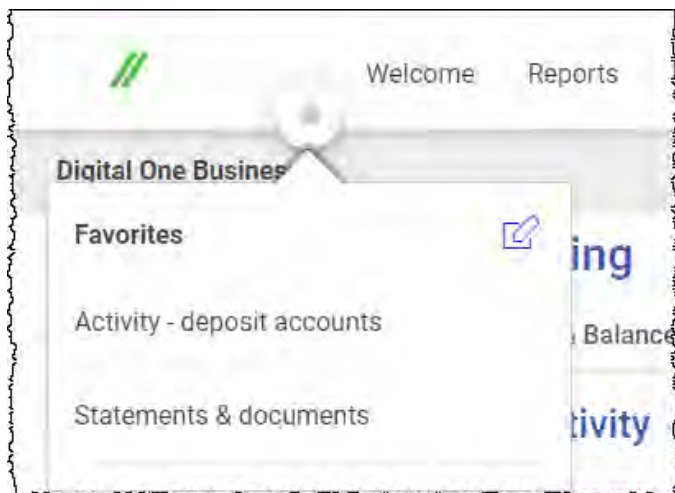 Welcome Reports
Digital One Busines
Favorites
ing
Activity - deposit accounts
Balance
Statements & documents
tivity